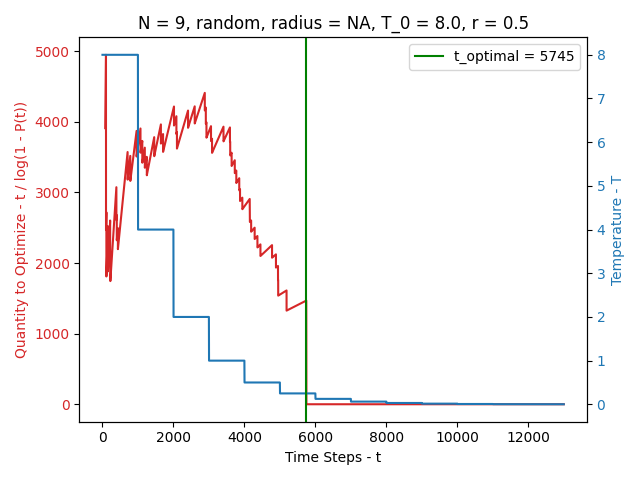 N = 9, random, radius = NA, T_0 = 8.0, r = 0.5
t_optimal = 5745
Quantity to Optimize - t / log(1 - P(t))
5000
4000
3000
2000
1000
0
8
7
6
5
4
3
2
1
0
Temperature - T
0 2000 4000 6000 8000 10000 12000
Time Steps - t